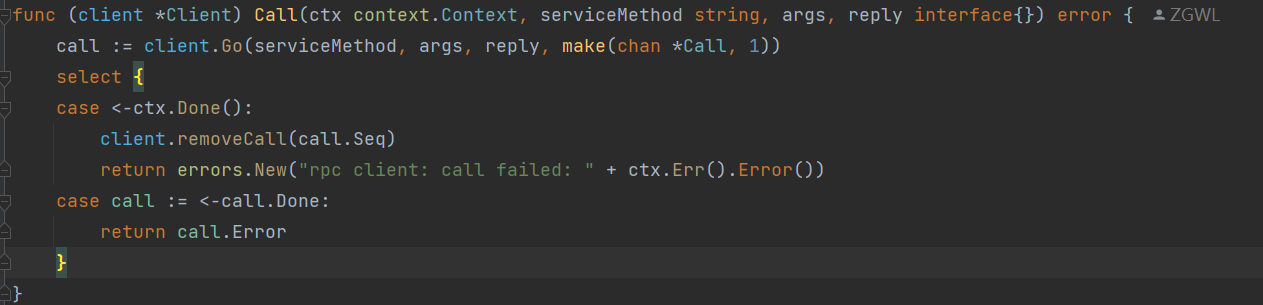 func (client *Client) Call(ctx context.Context, serviceMethod string, args, reply interface{}) error { ZGWL
    call := client.Go(serviceMethod, args, reply, make(chan *Call, 1))
    select {
    case <-ctx.Done():
        client.removeCall(call.Seq)
        return errors.New("rpc client: call failed: " + ctx.Err().Error())
    case call := <-call.Done:
        return call.Error
    }
}